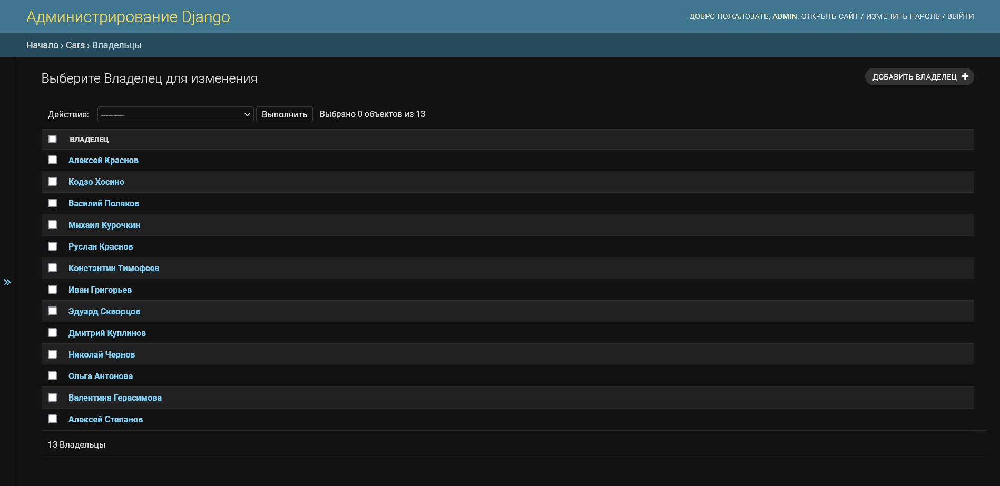 Администрирование Django
ДОБРО ПОЖАЛОВАТЬ, ADMIN. ОТКРЫТЬ САЙТ / ИЗМЕНИТЬ ПАРОЛЬ / ВЫЙТИ
Начало › Cars › Владельцы
Выберите Владелец для изменения
ДОБАВИТЬ ВЛАДЕЛЕЦ +
Действие: --------- Выполнить Выбрано 0 объектов из 13
ВЛАДЕЛЕЦ
Алексей Краснов
Кодзо Хосино
Василий Поляков
Михаил Курочкин
Руслан Краснов
Константин Тимофеев
Иван Григорьев
Эдуард Скворцов
Дмитрий Куплинов
Николай Чернов
Ольга Антонова
Валентина Герасимова
Алексей Степанов
13 Владельцы
»